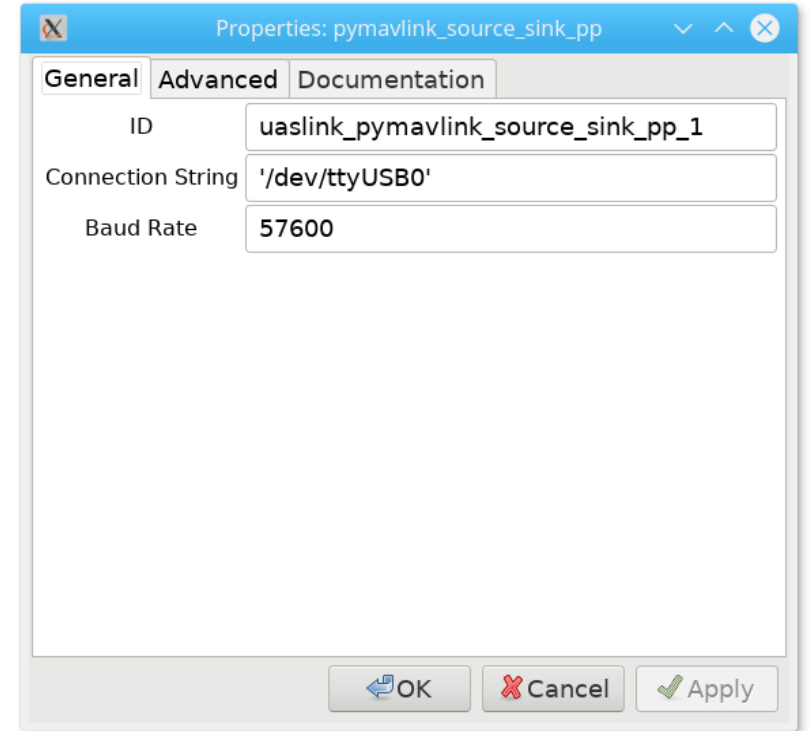 Properties: pymavlink_source_sink_pp
General Advanced Documentation
ID uaslink_pymavlink_source_sink_pp_1
Connection String '/dev/ttyUSB0'
Baud Rate 57600
OK Cancel Apply